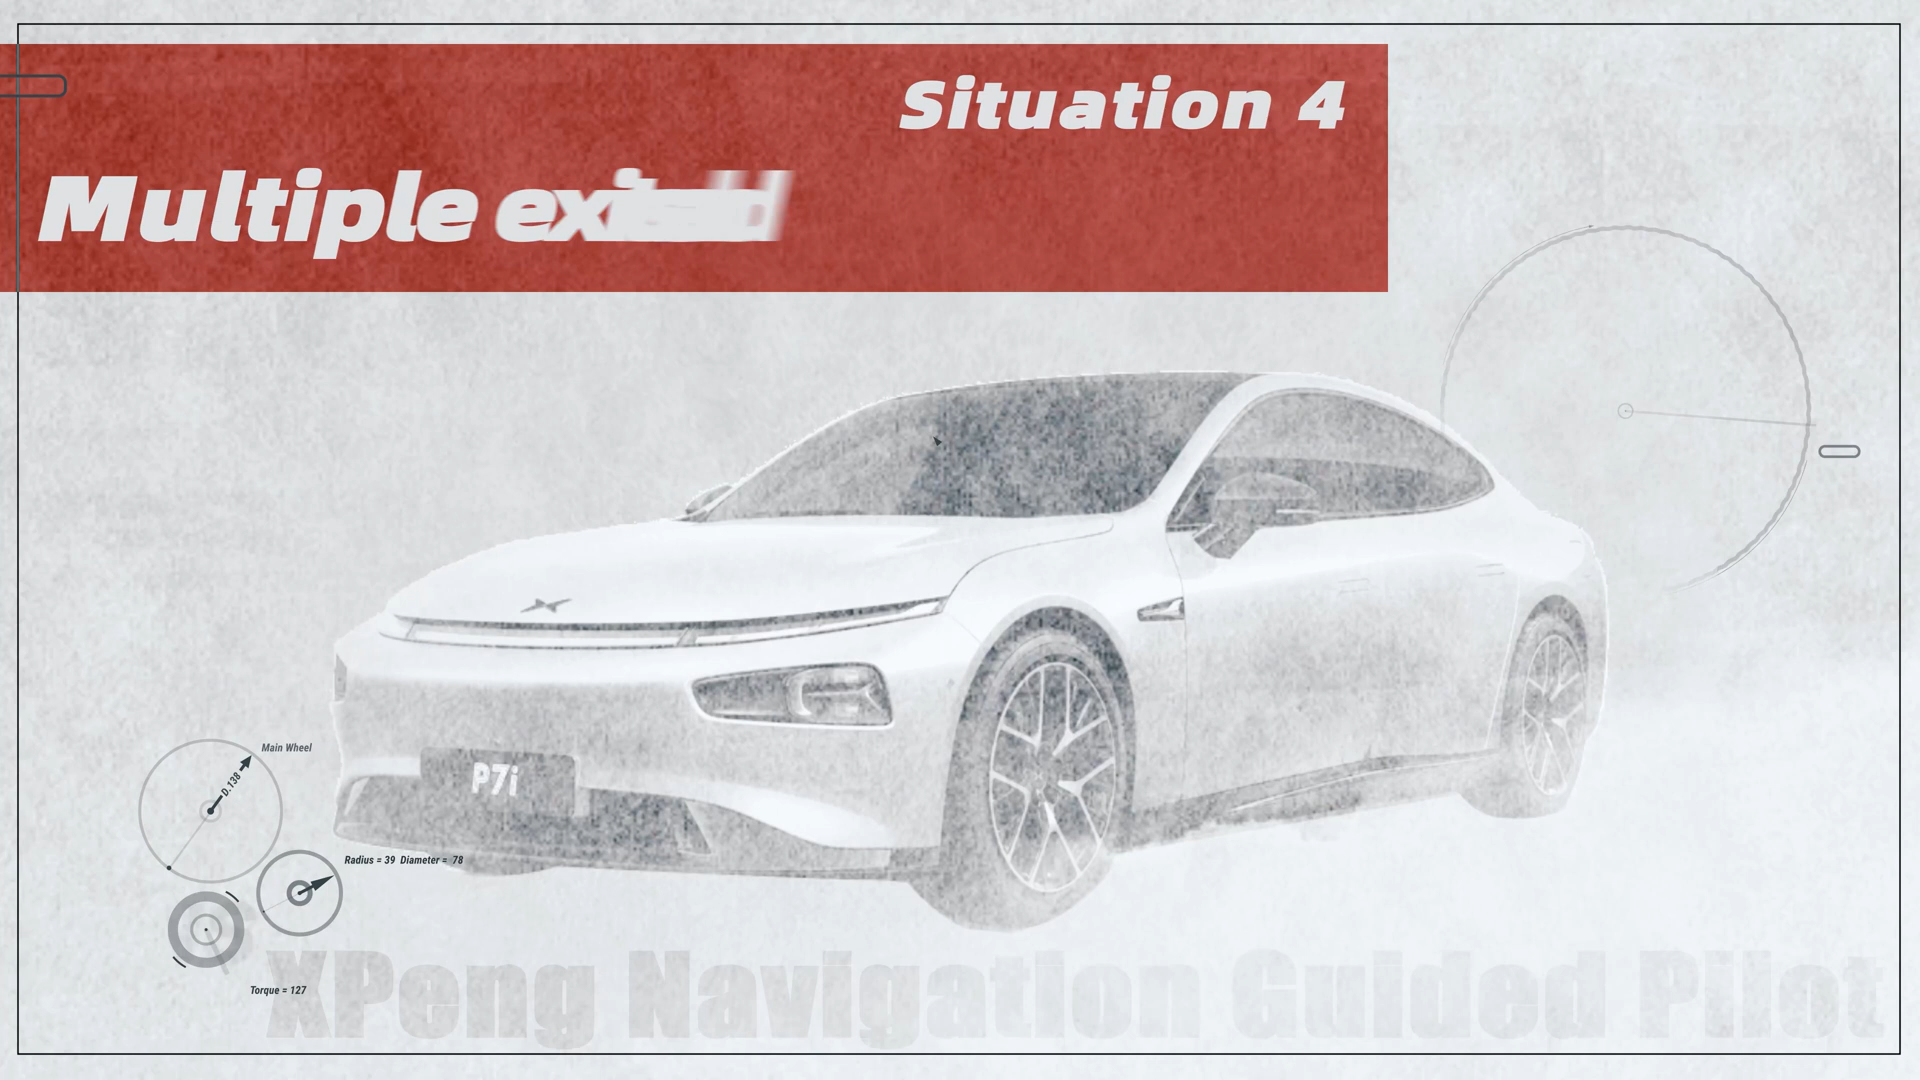 Situation 4
Multiple
P7i
Main Wheel
D.138
Radius = 39 Diameter = 78
Torque = 127
XPeng Navigation Guided Pilot